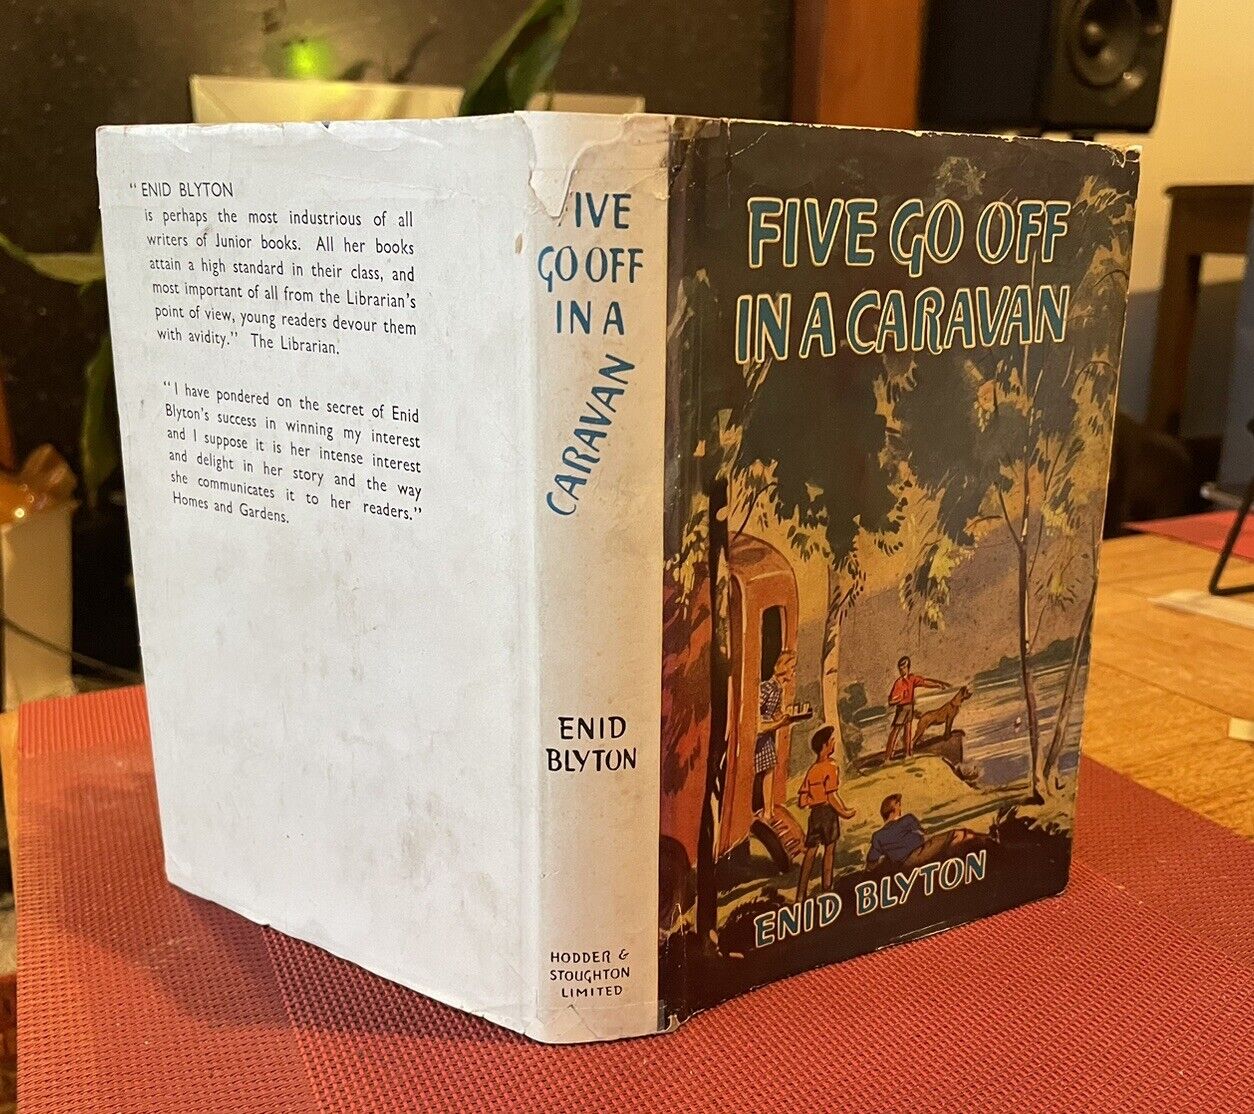 "ENID BLYTON
is perhaps the most industrious of all
writers of Junior books. All her books
attain a high standard in their class, and
most important of all from the Librarian's
point of view, young readers devour them
with avidity." The Librarian.
"I have pondered on the secret of Enid
Blyton's success in winning my interest
and I suppose it is her intense interest
and delight in her story and the way
she communicates it to her readers."
Homes and Gardens.
IVE
GO OFF
IN A
CARAVAN
ENID
BLYTON
HODDER &
STOUGHTON
LIMITED
FIVE GO OFF
IN A CARAVAN
ENID BLYTON